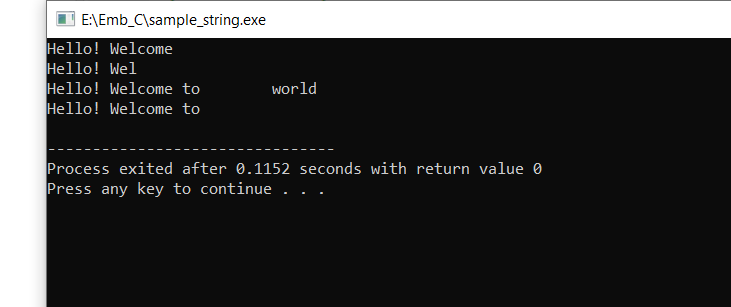 E:\Emb_C\sample_string.exe
Hello! Welcome
Hello! Wel
Hello! Welcome to        world
Hello! Welcome to
--------------------------------
Process exited after 0.1152 seconds with return value 0
Press any key to continue . . .